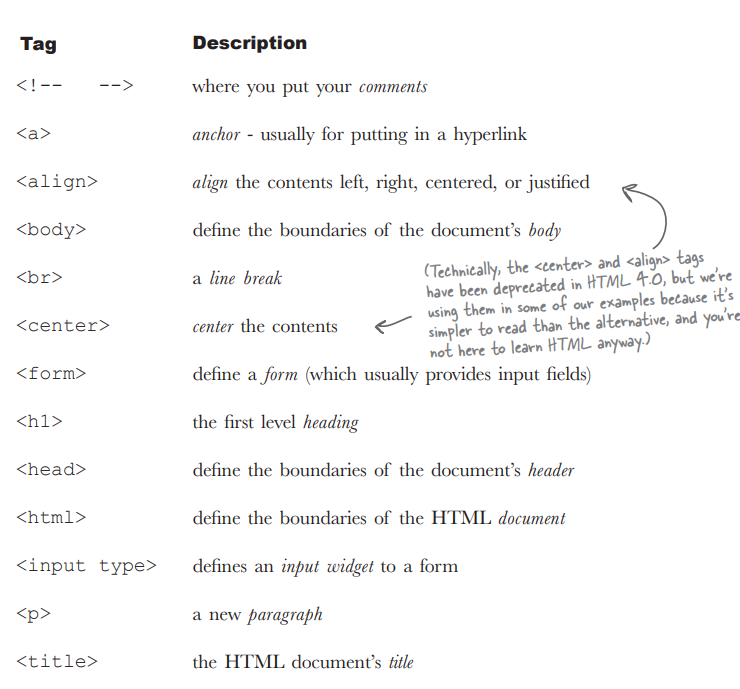 Tag Description
<!-- --> where you put your comments
<a> anchor - usually for putting in a hyperlink
<align> align the contents left, right, centered, or justified
<body> define the boundaries of the document's body
<br> a line break
<center> center the contents
(Technically, the <center> and <align> tags
have been deprecated in HTML 4.0, but we're
using them in some of our examples because it's
simpler to read than the alternative, and you're
not here to learn HTML anyway.)
<form> define a form (which usually provides input fields)
<h1> the first level heading
<head> define the boundaries of the document's header
<html> define the boundaries of the HTML document
<input type> defines an input widget to a form
<p> a new paragraph
<title> the HTML document's title